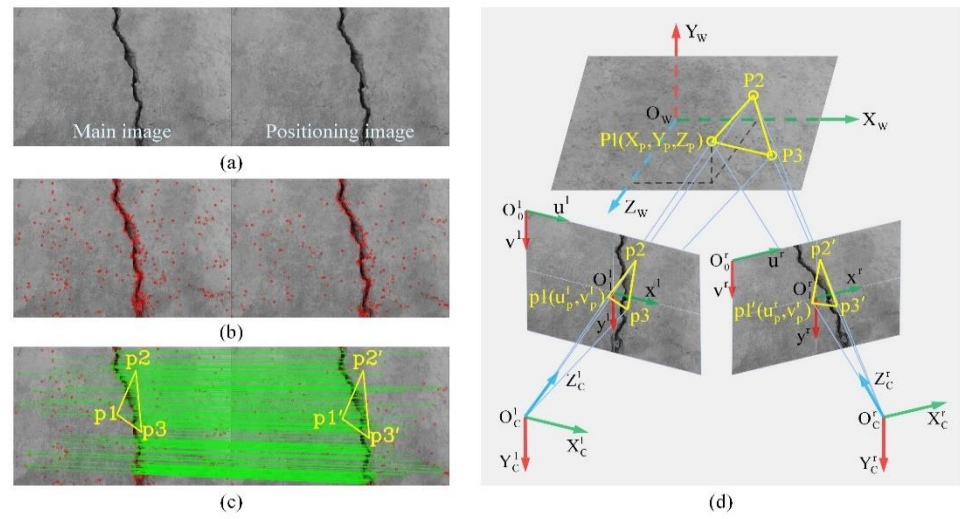 Main image
Positioning image
(a)
(b)
p2
p1
p3
p2'
p1'
p3'
(c)
Y_W
P2
O_W
X_W
P1(X_p,Y_p,Z_p)
P3
Z_W
O_0^l
u^l
v^l
p2
O^l
x^l
p1(u_p^l,v_p^l)
p3
y^l
Z_C^l
O_C^l
X_C^l
Y_C^l
O_0^r
u^r
v^r
p2'
O^r
x^r
p1'(u_p^r,v_p^r)
p3'
y^r
Z_C^r
O_C^r
X_C^r
Y_C^r
(d)